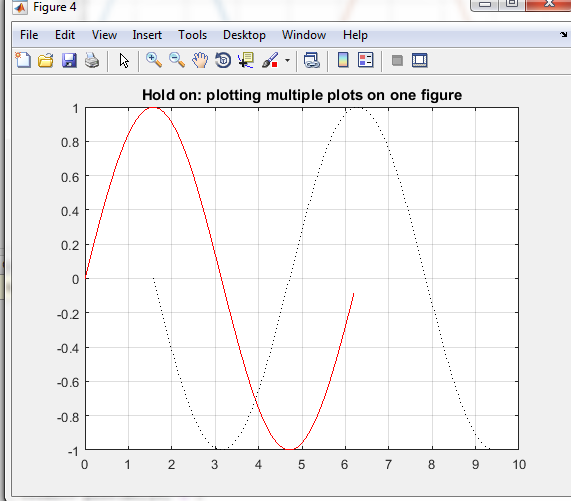 Figure 4
File Edit View Insert Tools Desktop Window Help
Hold on: plotting multiple plots on one figure
1
0.8
0.6
0.4
0.2
0
-0.2
-0.4
-0.6
-0.8
-1
0 1 2 3 4 5 6 7 8 9 10